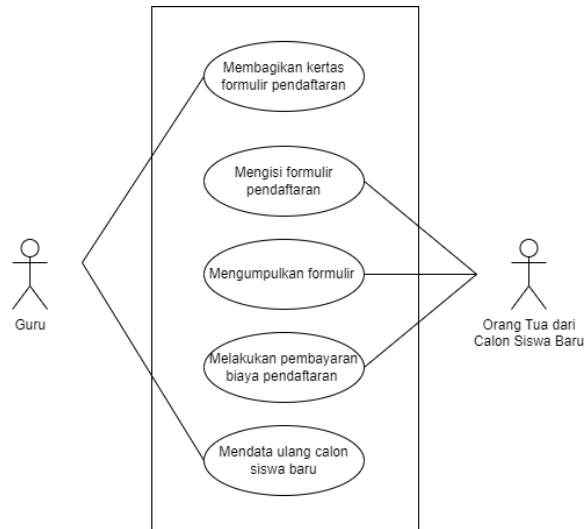 Membagikan kertas
formulir pendaftaran
Mengisi formulir
pendaftaran
Mengumpulkan formulir
Guru
Orang Tua dari
Calon Siswa Baru
Melakukan pembayaran
biaya pendaftaran
Mendata ulang calon
siswa baru